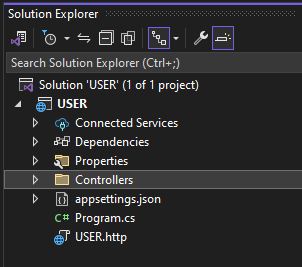 Solution Explorer
Search Solution Explorer (Ctrl+;)
Solution 'USER' (1 of 1 project)
USER
Connected Services
Dependencies
Properties
Controllers
appsettings.json
C# Program.cs
USER.http